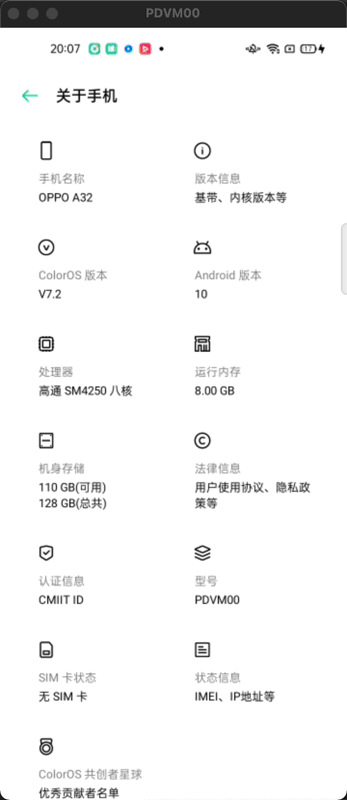 PDVM00
20:07
17
关于手机
手机名称
OPPO A32
版本信息
基带、内核版本等
ColorOS 版本
V7.2
Android 版本
10
处理器
高通 SM4250 八核
运行内存
8.00 GB
机身存储
110 GB(可用)
128 GB(总共)
法律信息
用户使用协议、隐私政
策等
认证信息
CMIIT ID
型号
PDVM00
SIM 卡状态
无 SIM 卡
状态信息
IMEI、IP地址等
ColorOS 共创者星球
优秀贡献者名单